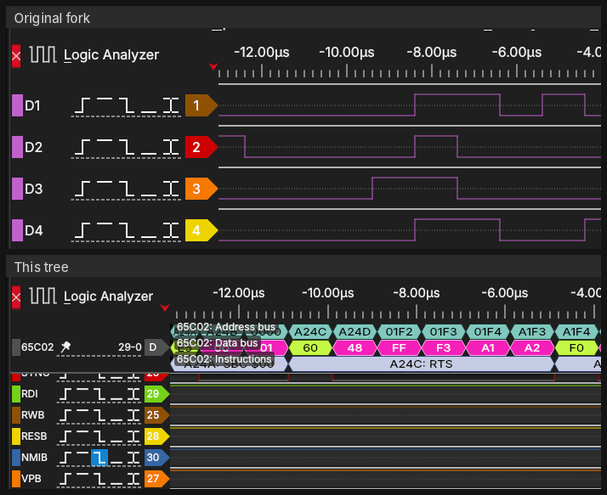 Original fork
Logic Analyzer
-12.00µs -10.00µs -8.00µs -6.00µs -4.0
D1 1
D2 2
D3 3
D4 4
This tree
Logic Analyzer
-12.00µs -10.00µs -8.00µs -6.00µs -4.00
65C02: Address bus A24C A24D 01F2 01F3 01F4 A1F3 A1F4
65C02 29-0 D 65C02: Data bus 01 60 48 FF F3 A1 A2 F0
65C02: Instructions A24C: RTS A
RDI 29
RWB 25
RESB 28
NMIB 30
VPB 27